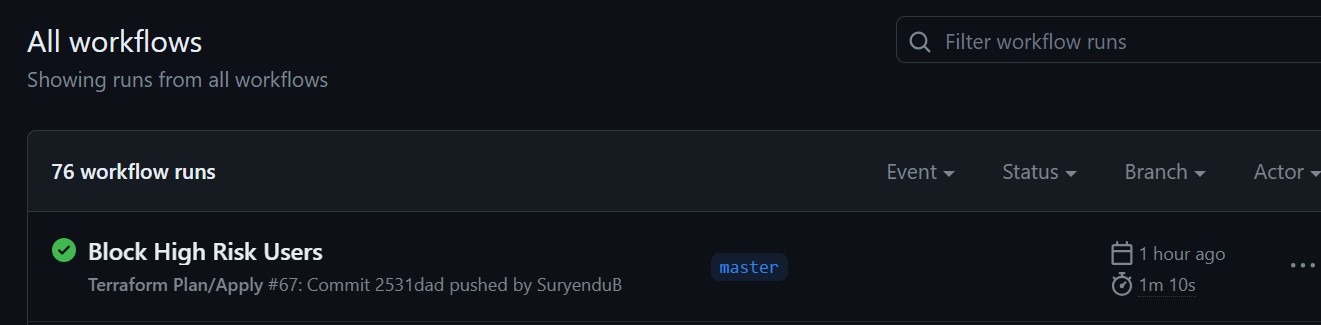 All workflows
Filter workflow runs
Showing runs from all workflows
76 workflow runs
Event
Status
Branch
Actor
Block High Risk Users
Terraform Plan/Apply #67: Commit 2531dad pushed by SuryenduB
master
1 hour ago
1m 10s